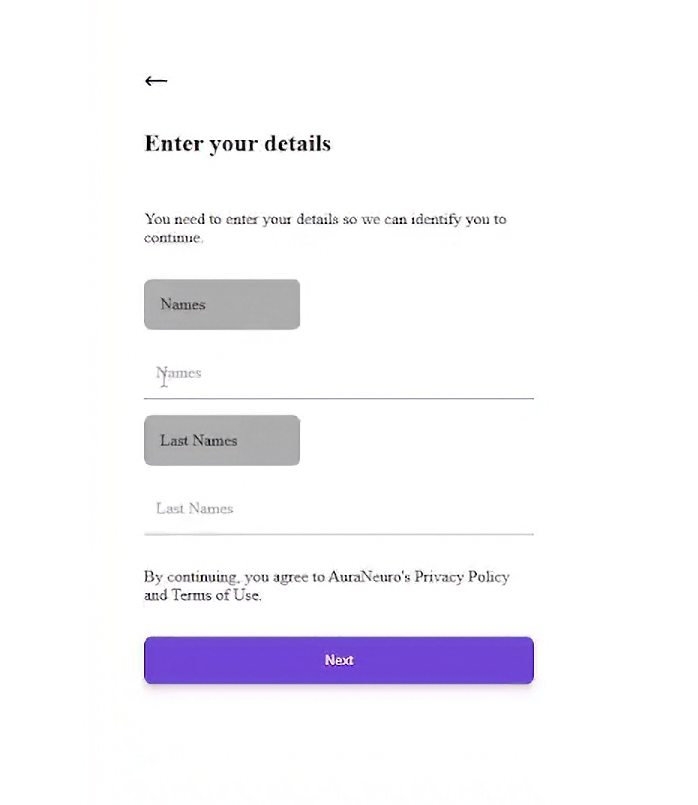 Enter your details
You need to enter your details so we can identify you to
continue.
Names
Names
Last Names
Last Names
By continuing, you agree to AuraNeuro's Privacy Policy
and Terms of Use.
Next